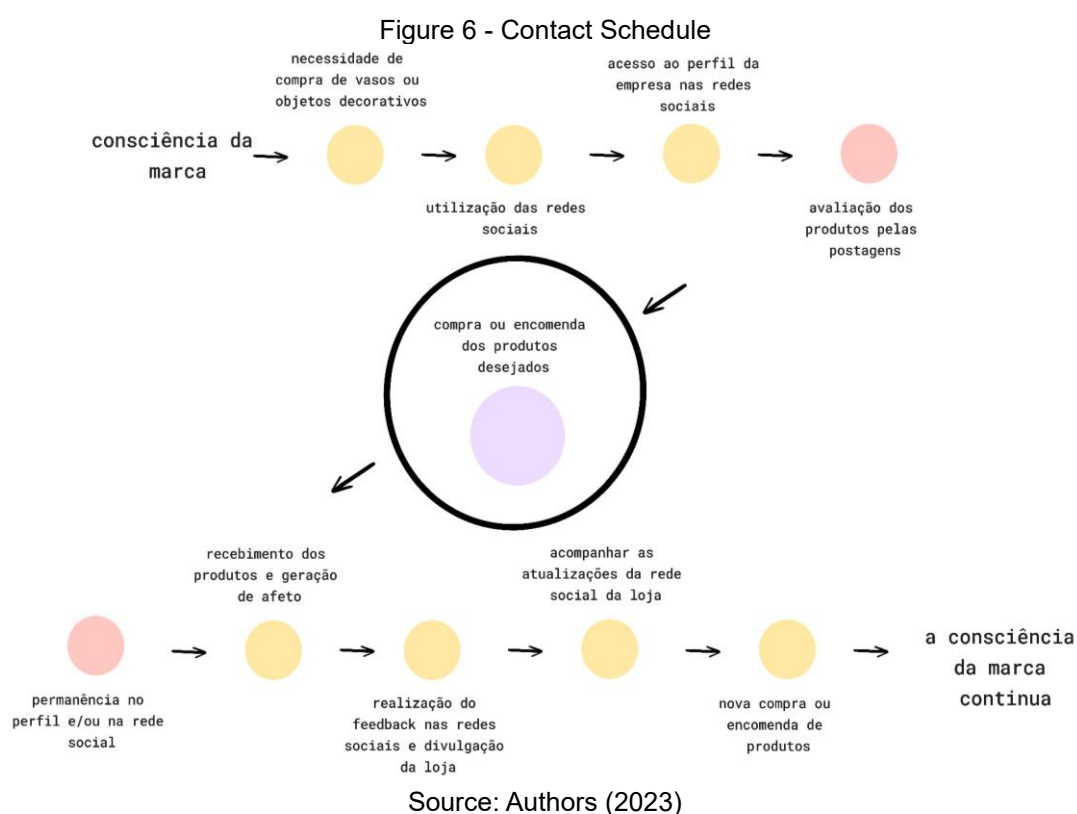 Figure 6 - Contact Schedule
necessidade de
compra de vasos ou
objetos decorativos
acesso ao perfil da
empresa nas redes
sociais
consciência da
marca
utilização das redes
sociais
avaliação dos
produtos pelas
postagens
compra ou encomenda
dos produtos
desejados
recebimento dos
produtos e geração
de afeto
acompanhar as
atualizações da rede
social da loja
permanência no
perfil e/ou na rede
social
realização do
feedback nas redes
sociais e divulgação
da loja
nova compra ou
encomenda de
produtos
a consciência
da marca
continua
Source: Authors (2023)